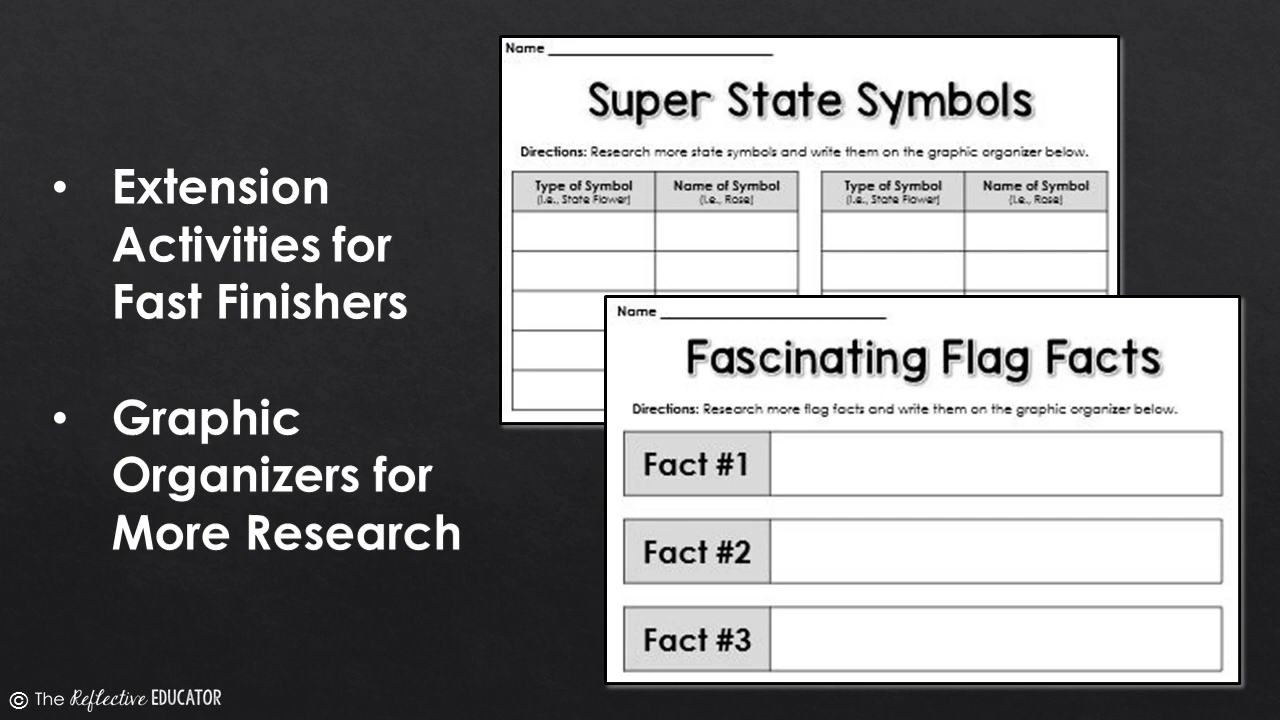 • Extension
Activities for
Fast Finishers
• Graphic
Organizers for
More Research
Name
Super State Symbols
Directions: Research more state symbols and write them on the graphic organizer below.
Type of Symbol Name of Symbol Type of Symbol Name of Symbol
(i.e., State Flower) (i.e., Rose) (i.e., State Flower) (i.e., Rose)
Name
Fascinating Flag Facts
Directions: Research more flag facts and write them on the graphic organizer below.
Fact #1
Fact #2
Fact #3
© The Reflective EDUCATOR